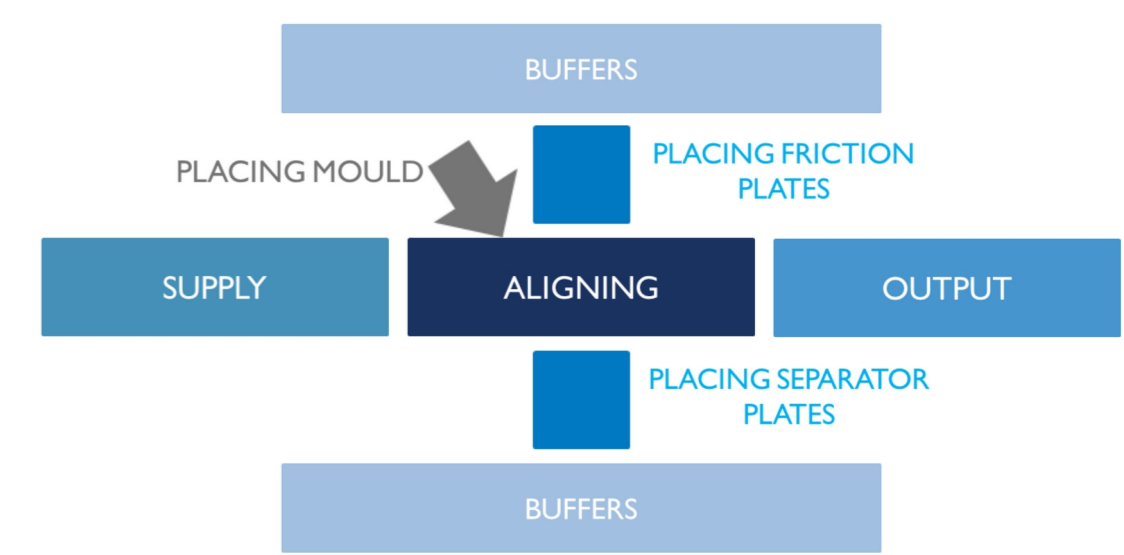 BUFFERS
PLACING MOULD
PLACING FRICTION
PLATES
SUPPLY
ALIGNING
OUTPUT
PLACING SEPARATOR
PLATES
BUFFERS